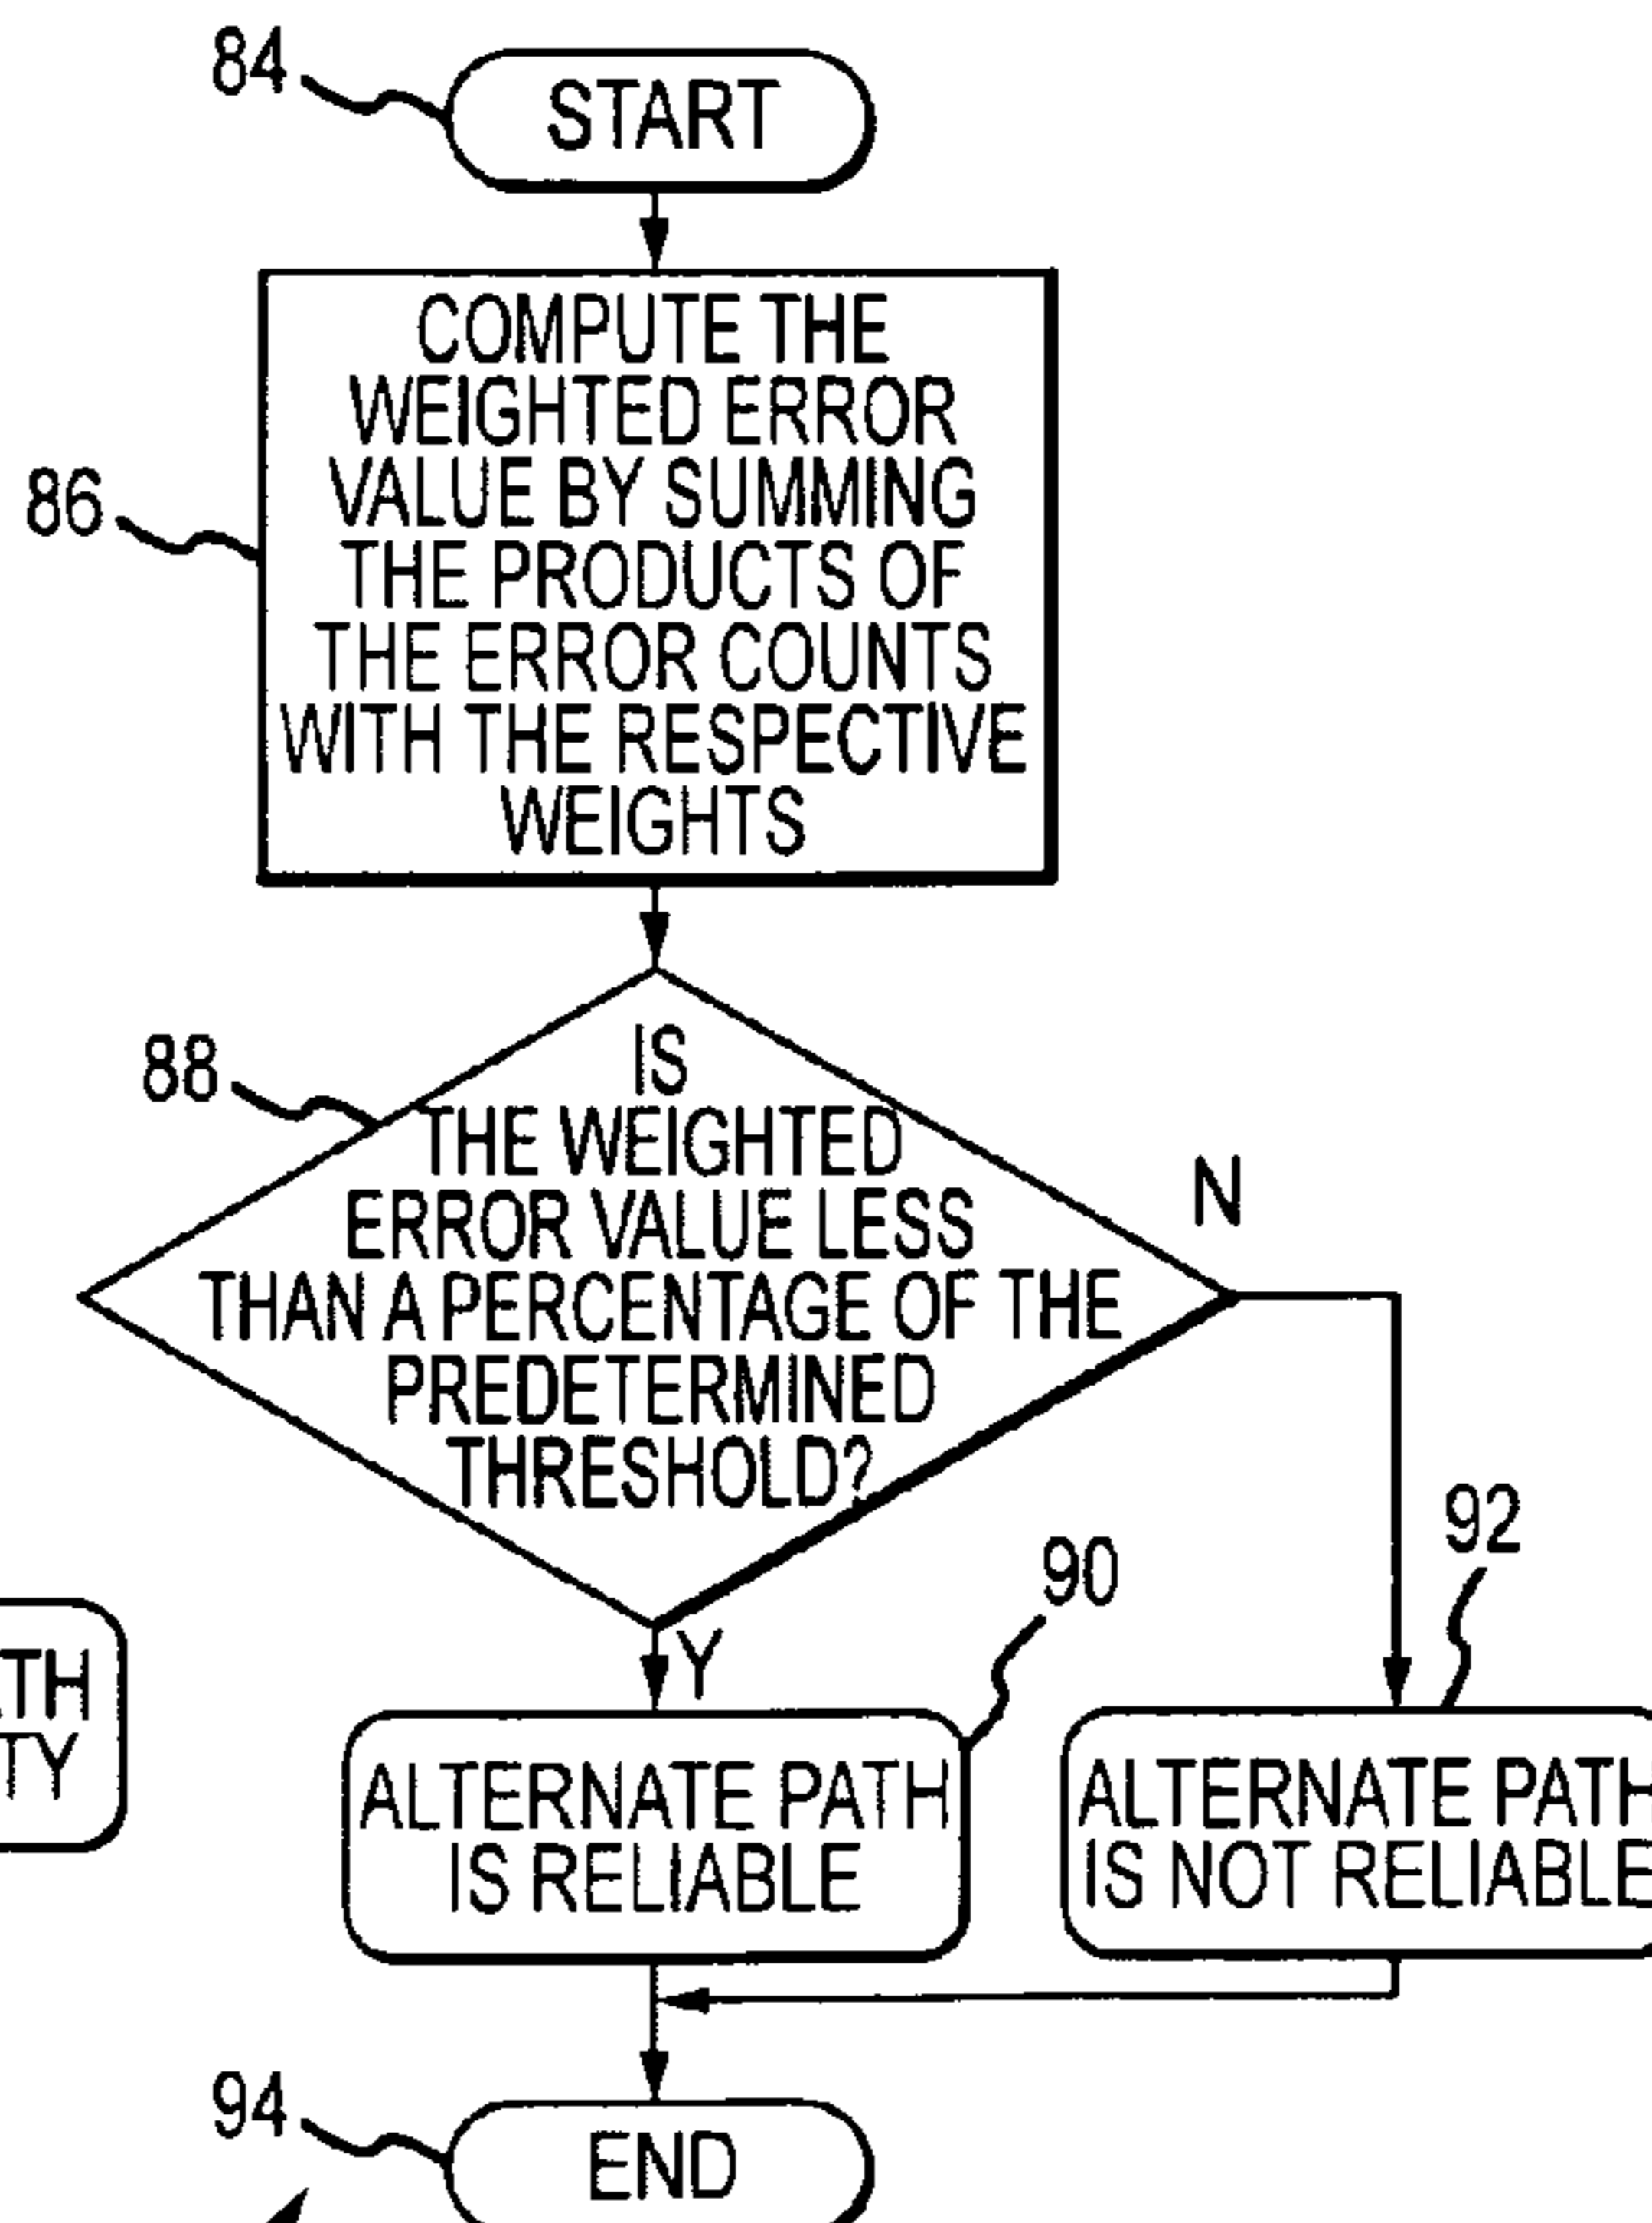 84
START
COMPUTE THE
WEIGHTED ERROR
VALUE BY SUMMING
THE PRODUCTS OF
THE ERROR COUNTS
WITH THE RESPECTIVE
WEIGHTS
86
IS
THE WEIGHTED
ERROR VALUE LESS
THAN A PERCENTAGE OF THE
PREDETERMINED
THRESHOLD?
88
N
Y
90
92
ALTERNATE PATH
IS RELIABLE
ALTERNATE PATH
IS NOT RELIABLE
94
END